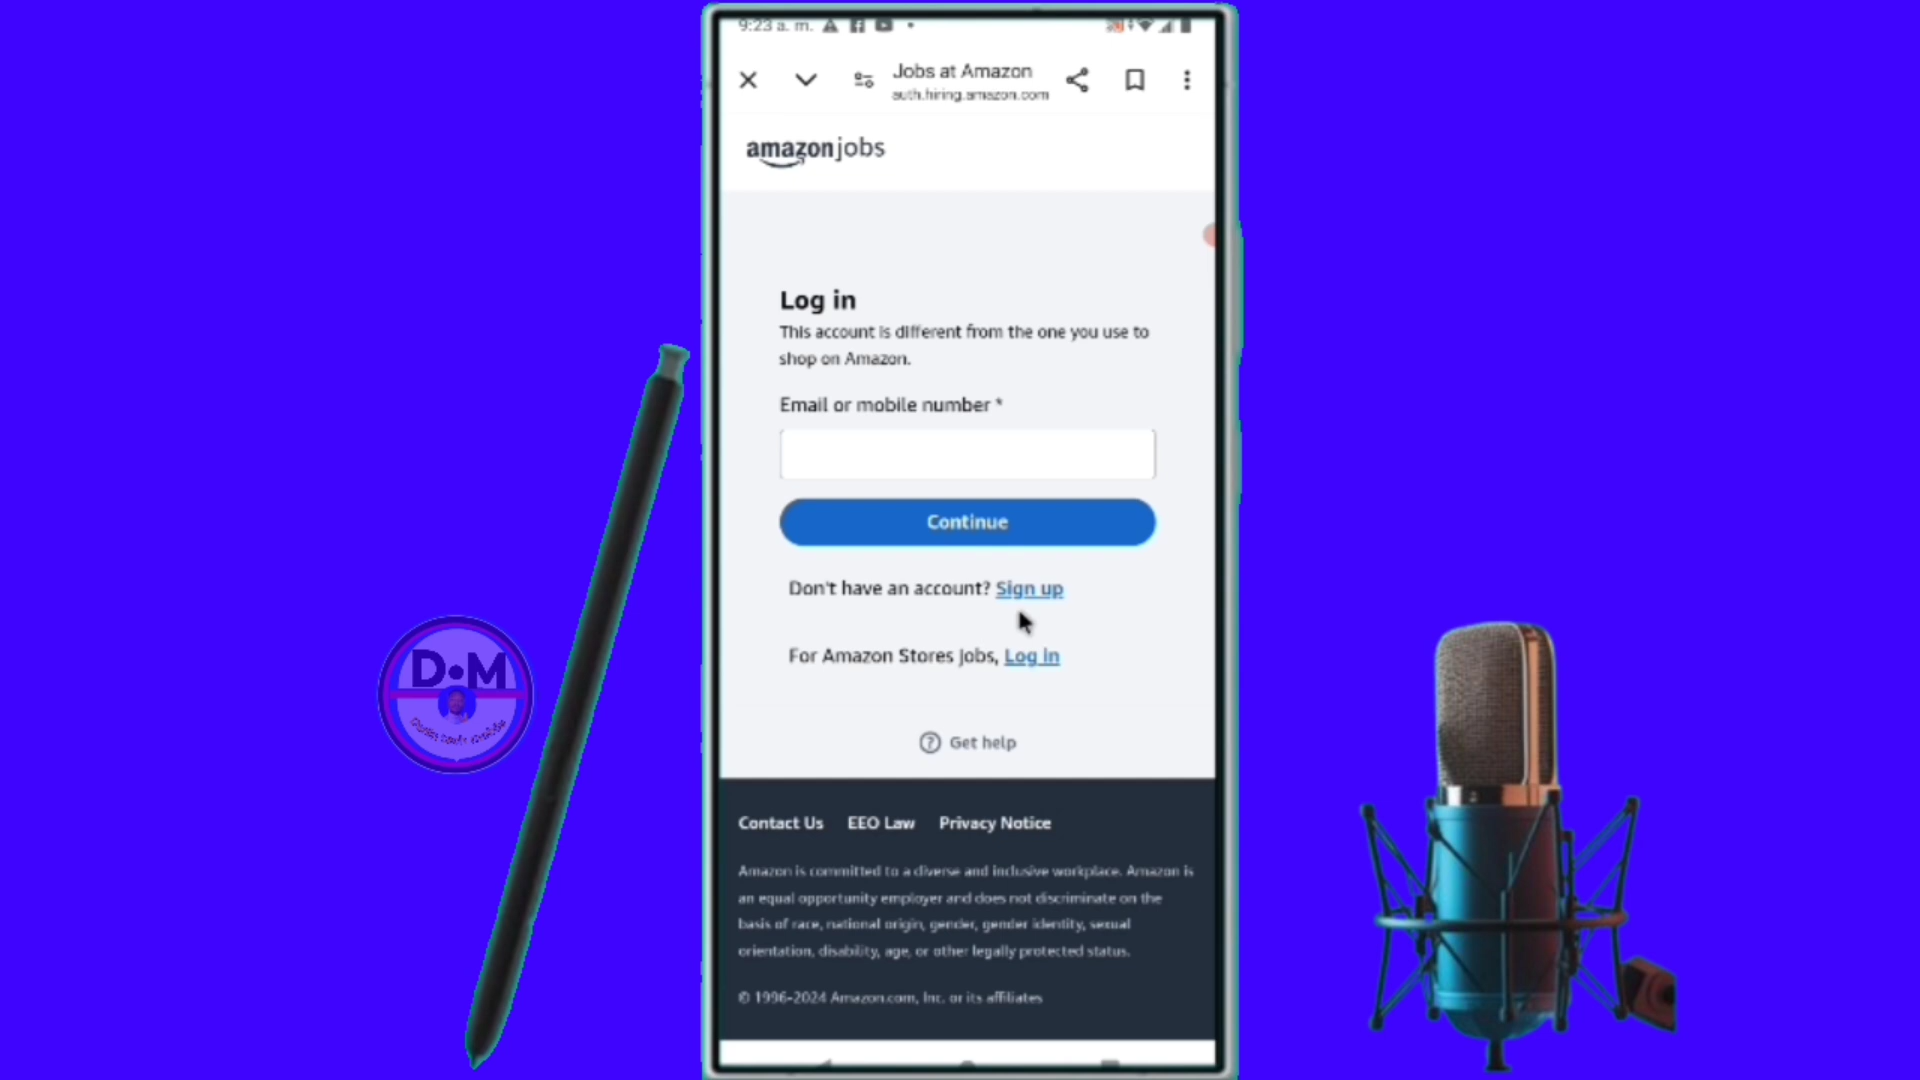 9:23 a. m.
Jobs at Amazon
auth.hiring.amazon.com
amazon jobs
Log in
This account is different from the one you use to
shop on Amazon.
Email or mobile number *
Continue
Don't have an account? Sign up
For Amazon Stores jobs, Log in
Get help
D•M
Contact Us EEO Law Privacy Notice
Amazon is committed to a diverse and inclusive workplace. Amazon is
an equal opportunity employer and does not discriminate on the
basis of race, national origin, gender, gender identity, sexual
orientation, disability, age, or other legally protected status.
© 1996-2024 Amazon.com, Inc. or its affiliates